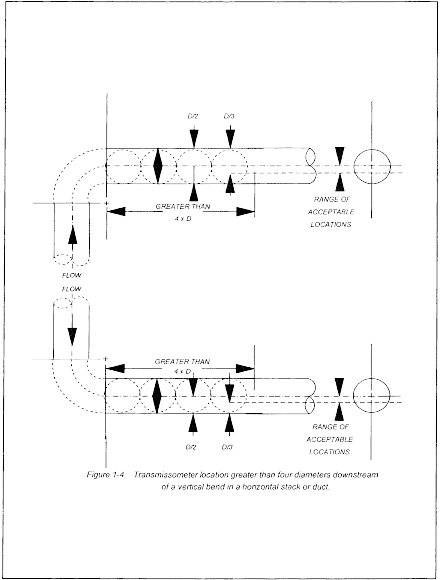 D/2 D/3
GREATER THAN
4 x D
RANGE OF
ACCEPTABLE
LOCATIONS
FLOW
FLOW
GREATER THAN
4 x D
RANGE OF
ACCEPTABLE
LOCATIONS
D/2 D/3
Figure 1-4. Transmissometer location greater than four diameters downstream
of a vertical bend in a horizontal stack or duct.